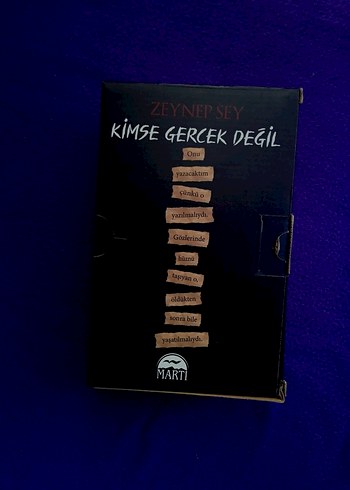 ZEYNEP SEY
KİMSE GERÇEK DEĞİL
Onu
yazacaktım
çünkü o
yazılmalıydı.
Gözlerinde
hüznü
taşıyan o,
öldükten
sonra bile
yaşatılmalıydı.
MARTI